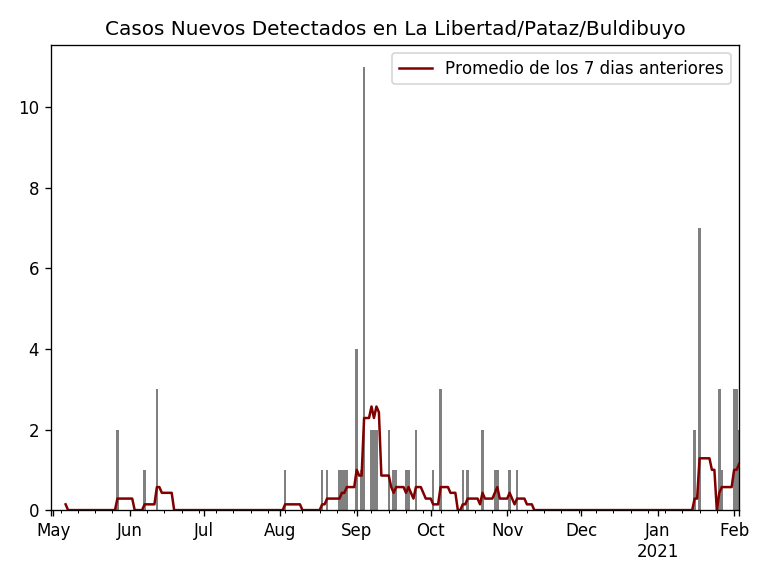 Casos Nuevos Detectados en La Libertad/Pataz/Buldibuyo
Promedio de los 7 dias anteriores
10
8
6
4
2
0
May Jun Jul Aug Sep Oct Nov Dec Jan Feb
2021